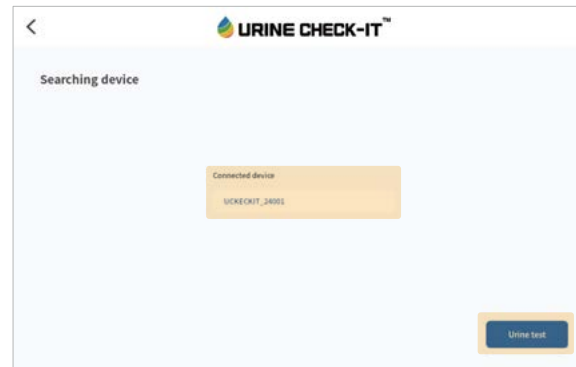 URINE CHECK-IT™
Searching device
Connected device
UCKECKIT_24001
Urine test